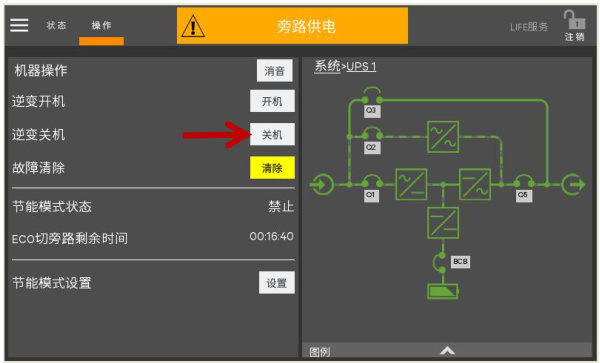 状态 操作 旁路供电 LIFE服务 注销
机器操作 消音
逆变开机 开机
逆变关机 关机
故障清除 清除
节能模式状态 禁止
ECO切旁路剩余时间 00:16:40
节能模式设置 设置
系统>UPS 1
Q3
Q2
Q1
Q5
BCB
图例